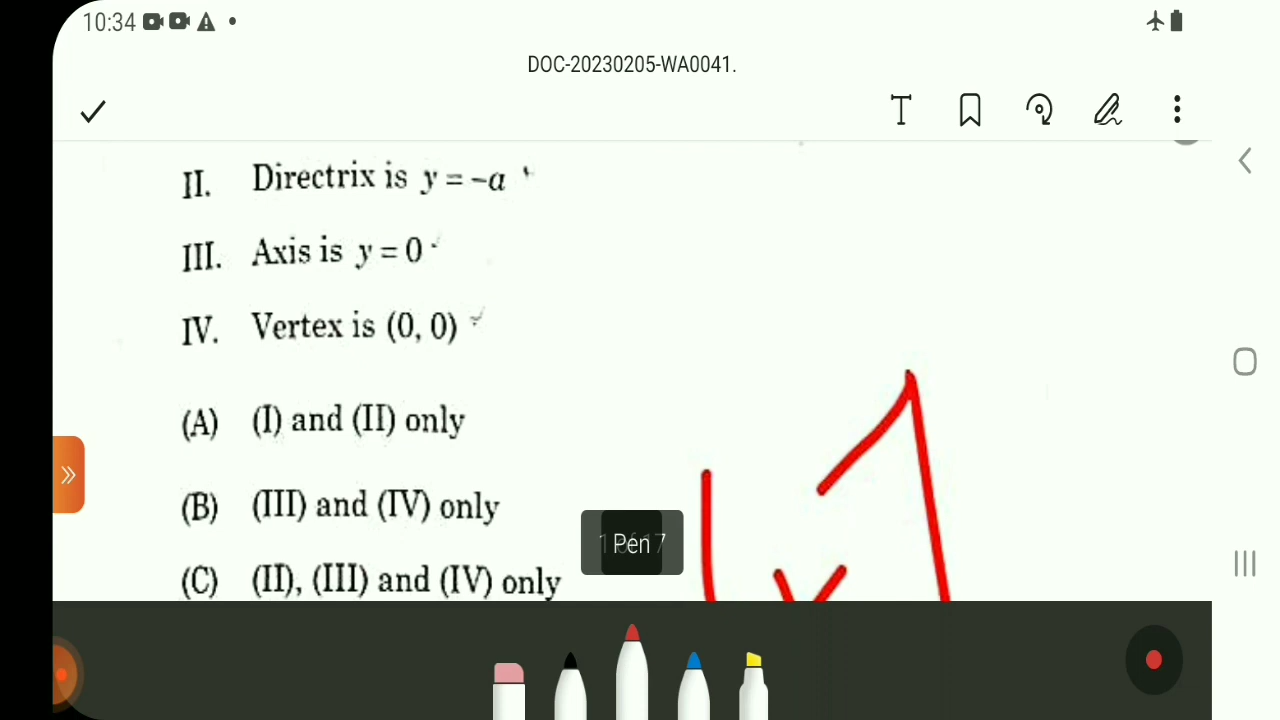 10:34
DOC-20230205-WA0041.
II. Directrix is y = -a
III. Axis is y = 0
IV. Vertex is (0, 0)
(A) (I) and (II) only
(B) (III) and (IV) only
(C) (II), (III) and (IV) only
Pen